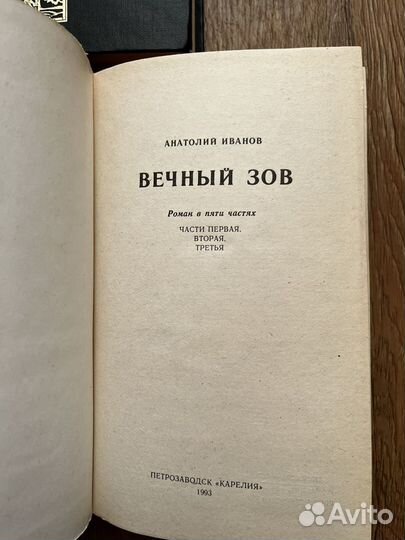 АНАТОЛИЙ ИВАНОВ
ВЕЧНЫЙ ЗОВ
Роман в пяти частях
ЧАСТИ ПЕРВАЯ,
ВТОРАЯ,
ТРЕТЬЯ
ПЕТРОЗАВОДСК «КАРЕЛИЯ»
1993
Avito